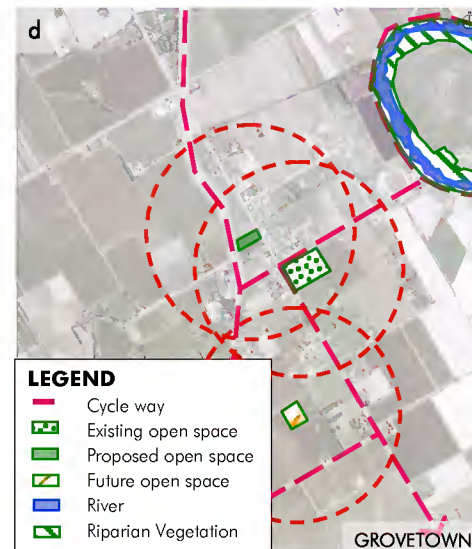 d
LEGEND
Cycle way
Existing open space
Proposed open space
Future open space
River
Riparian Vegetation
GROVETOWN